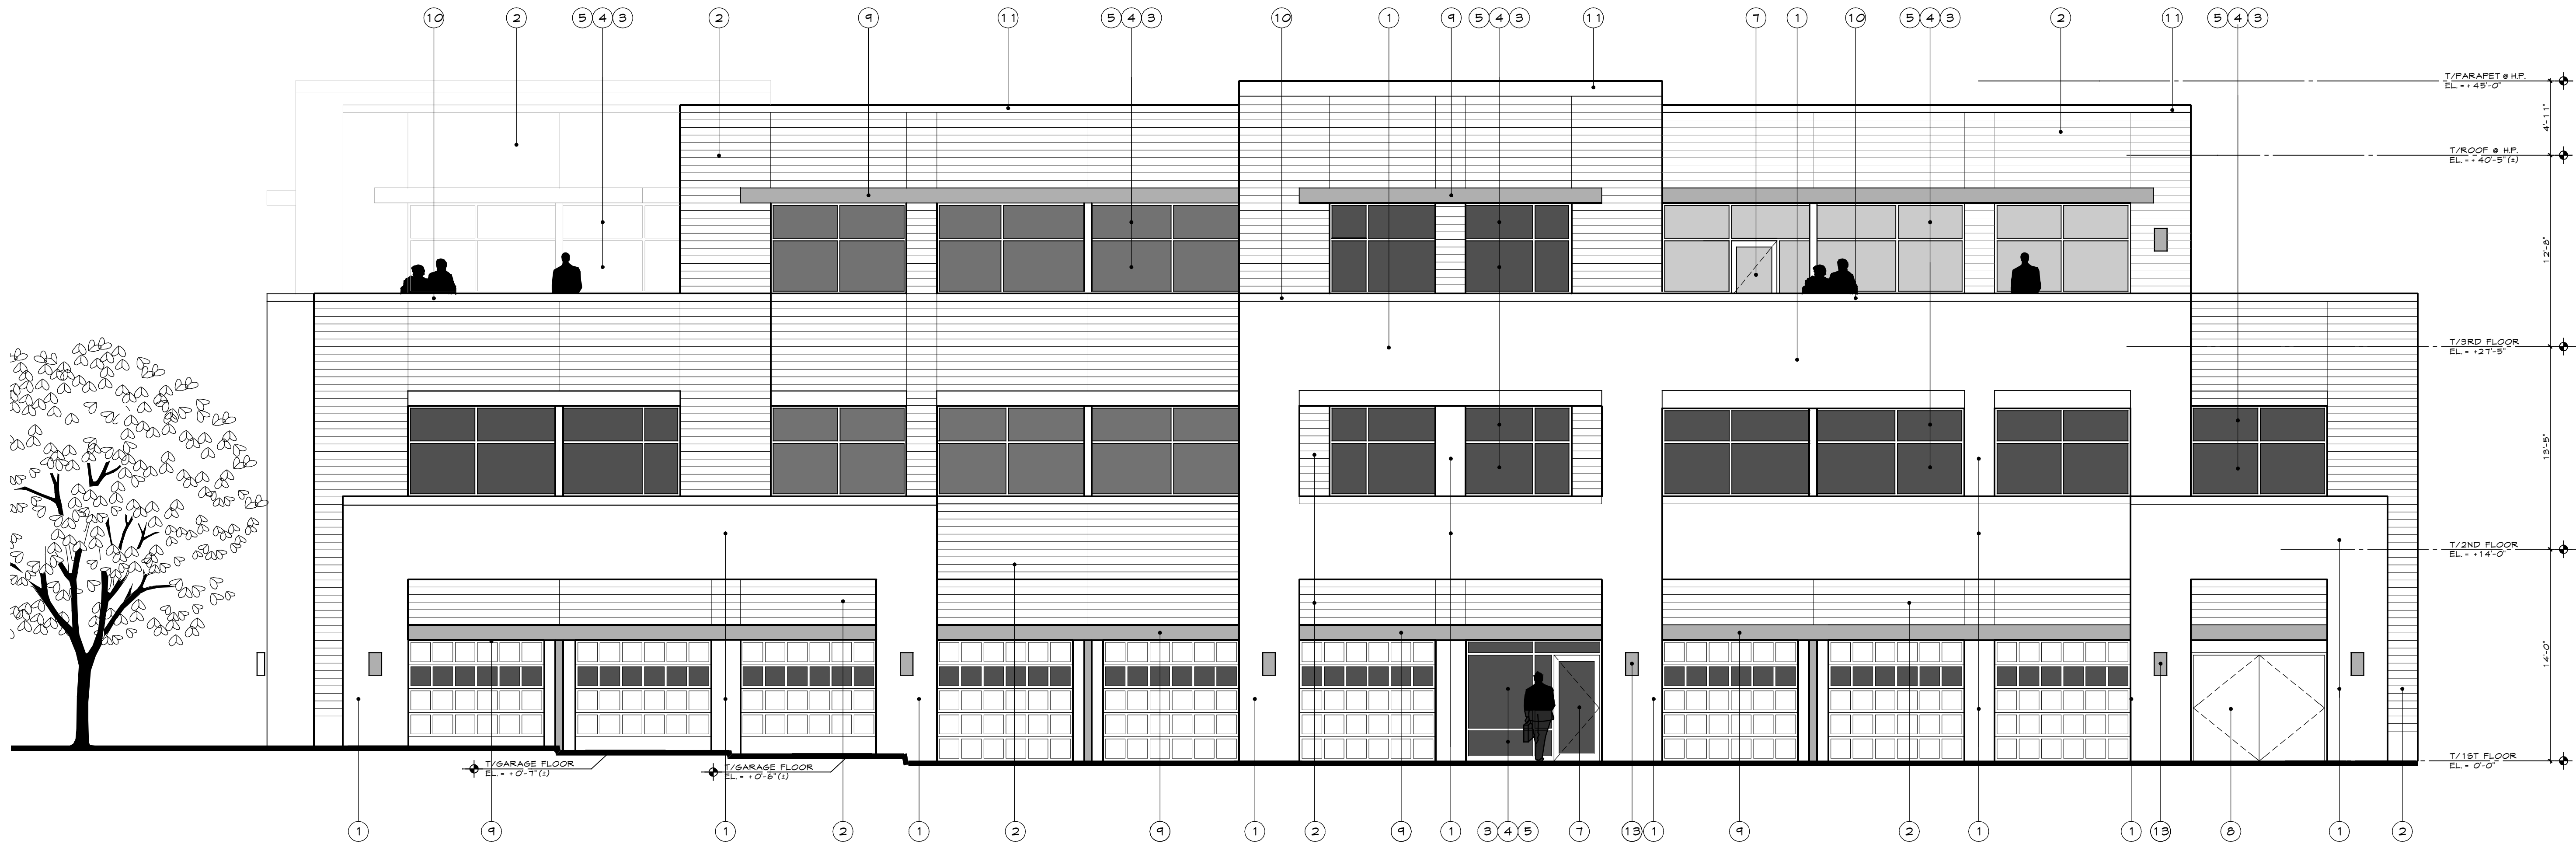 10 2 5 4 3 2 9 11 5 4 3 10 1 9 5 4 3 11 7 1 10 5 4 3 2 11 5 4 3
T/PARAPET @ H.P.
EL. = + 45'-0"
4'-11"
T/ROOF @ H.P.
EL. = + 40'-5" (±)
12'-8"
T/3RD FLOOR
EL. = +27'-5"
13'-5"
T/2ND FLOOR
EL. = +14'-0"
14'-0"
T/1ST FLOOR
EL. = 0'-0"
T/GARAGE FLOOR
EL. = +0'-7" (±)
T/GARAGE FLOOR
EL. = +0'-6" (±)
1 9 1 2 1 2 9 1 2 9 1 3 4 5 7 13 1 9 2 1 1 13 8 1 2